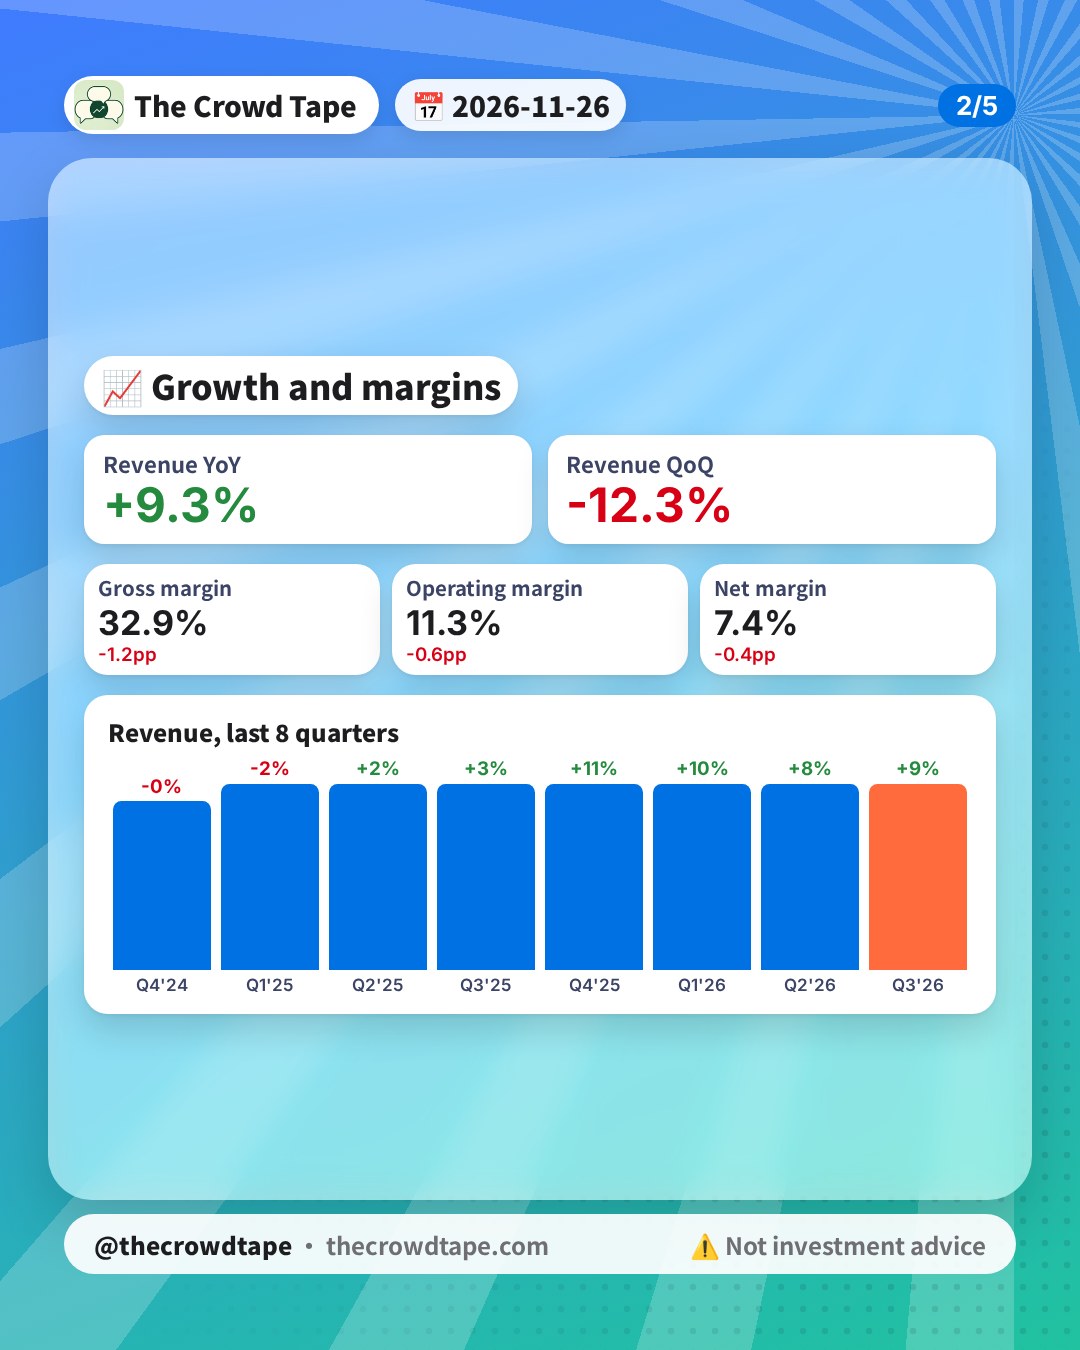 The Crowd Tape
📅 2026-11-26
2/5
📈 Growth and margins
Revenue YoY
+9.3%
Revenue QoQ
-12.3%
Gross margin
32.9%
-1.2pp
Operating margin
11.3%
-0.6pp
Net margin
7.4%
-0.4pp
Revenue, last 8 quarters
-0% -2% +2% +3% +11% +10% +8% +9%
Q4'24 Q1'25 Q2'25 Q3'25 Q4'25 Q1'26 Q2'26 Q3'26
@thecrowdtape • thecrowdtape.com
⚠️ Not investment advice